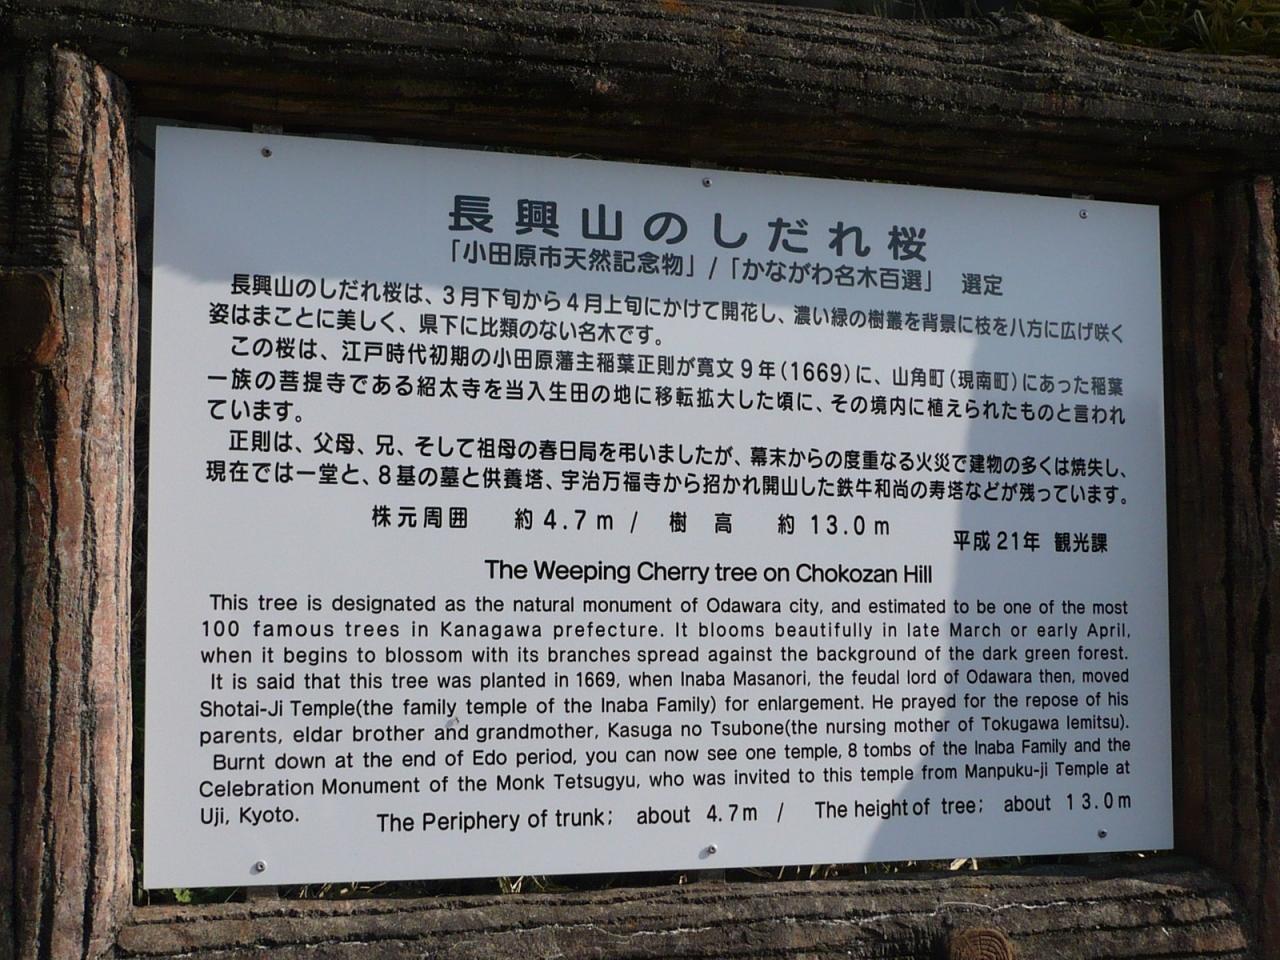 長興山のしだれ桜
「小田原市天然記念物」/「かながわ名木百選」 選定
長興山のしだれ桜は、3月下旬から4月上旬にかけて開花し、濃い緑の樹叢を背景に枝を八方に広げ咲く
姿はまことに美しく、県下に比類のない名木です。
この桜は、江戸時代初期の小田原藩主稲葉正則が寛文9年(1669)に、山角町(現南町)にあった稲葉
一族の菩提寺である紹太寺を当入生田の地に移転拡大した頃に、その境内に植えられたものと言われ
ています。
正則は、父母、兄、そして祖母の春日局を弔いましたが、幕末からの度重なる火災で建物の多くは焼失し、
現在では一堂と、8基の墓と供養塔、宇治万福寺から招かれ開山した鉄牛和尚の寿塔などが残っています。
株元周囲 約4.7m / 樹高 約13.0m
平成21年 観光課
The Weeping Cherry tree on Chokozan Hill
This tree is designated as the natural monument of Odawara city, and estimated to be one of the most
100 famous trees in Kanagawa prefecture. It blooms beautifully in late March or early April,
when it begins to blossom with its branches spread against the background of the dark green forest.
It is said that this tree was planted in 1669, when Inaba Masanori, the feudal lord of Odawara then, moved
Shotai-Ji Temple(the family temple of the Inaba Family) for enlargement. He prayed for the repose of his
parents, eldar brother and grandmother, Kasuga no Tsubone(the nursing mother of Tokugawa Iemitsu).
Burnt down at the end of Edo period, you can now see one temple, 8 tombs of the Inaba Family and the
Celebration Monument of the Monk Tetsugyu, who was invited to this temple from Manpuku-ji Temple at
Uji, Kyoto.
The Periphery of trunk; about 4.7m / The height of tree; about 13.0m